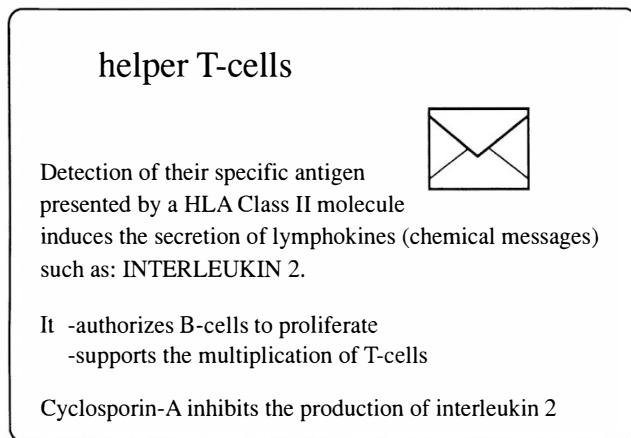 helper T-cells
Detection of their specific antigen
presented by a HLA Class II molecule
induces the secretion of lymphokines (chemical messages)
such as: INTERLEUKIN 2.
It -authorizes B-cells to proliferate
-supports the multiplication of T-cells
Cyclosporin-A inhibits the production of interleukin 2